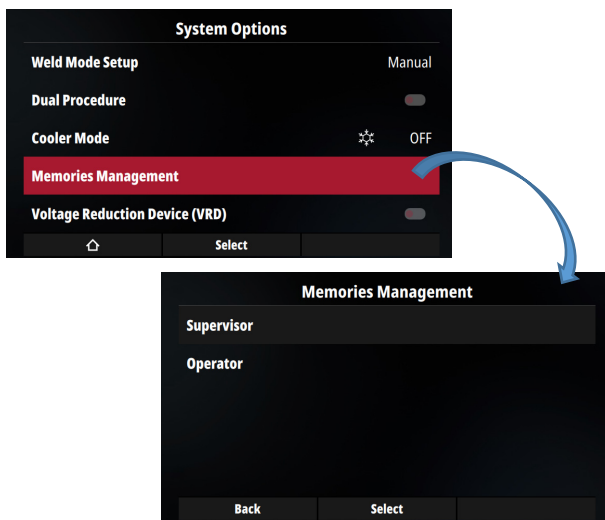 System Options
Weld Mode Setup Manual
Dual Procedure
Cooler Mode OFF
Memories Management
Voltage Reduction Device (VRD)
Select
Memories Management
Supervisor
Operator
Back Select